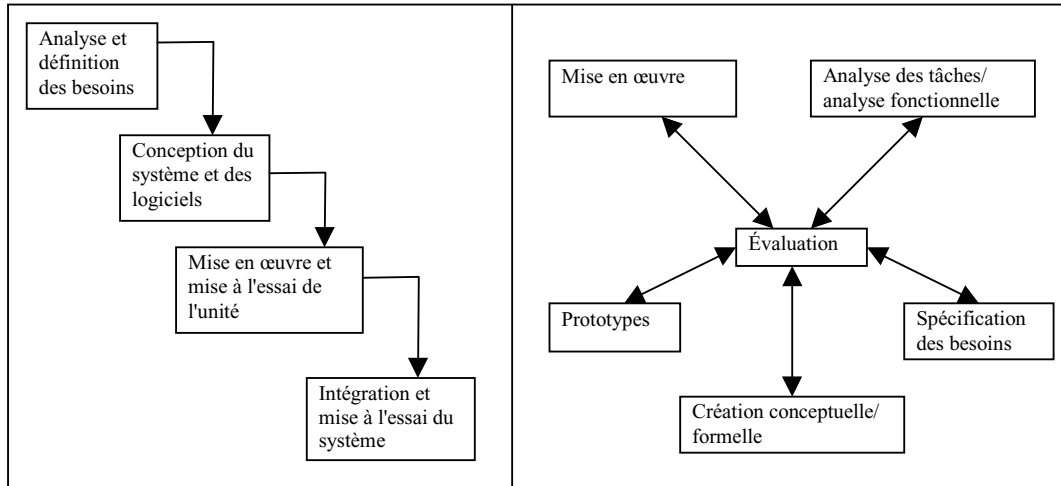 Analyse et
définition
des besoins
Conception du
système et des
logiciels
Mise en œuvre et
mise à l'essai de
l'unité
Intégration et
mise à l'essai du
système
Mise en œuvre
Analyse des tâches/
analyse fonctionnelle
Évaluation
Prototypes
Spécification
des besoins
Création conceptuelle/
formelle